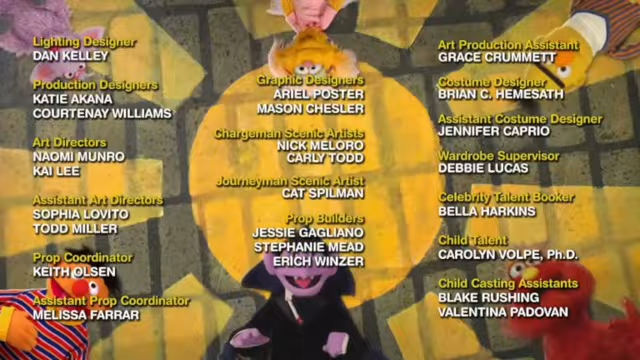 Lighting Designer
DAN KELLEY
Production Designers
KATIE AKANA
COURTENAY WILLIAMS
Art Directors
NAOMI MUNRO
KAI LEE
Assistant Art Directors
SOPHIA LOVITO
TODD MILLER
Prop Coordinator
KEITH OLSEN
Assistant Prop Coordinator
MELISSA FARRAR
Graphic Designers
ARIEL POSTER
MASON CHESLER
Chargeman Scenic Artists
NICK MELORO
CARLY TODD
Journeyman Scenic Artist
CAT SPILMAN
Prop Builders
JESSIE GAGLIANO
STEPHANIE MEAD
ERICH WINZER
Art Production Assistant
GRACE CRUMMETT
Costume Designer
BRIAN C. HEMESATH
Assistant Costume Designer
JENNIFER CAPRIO
Wardrobe Supervisor
DEBBIE LUCAS
Celebrity Talent Booker
BELLA HARKINS
Child Talent
CAROLYN VOLPE, Ph.D.
Child Casting Assistants
BLAKE RUSHING
VALENTINA PADOVAN